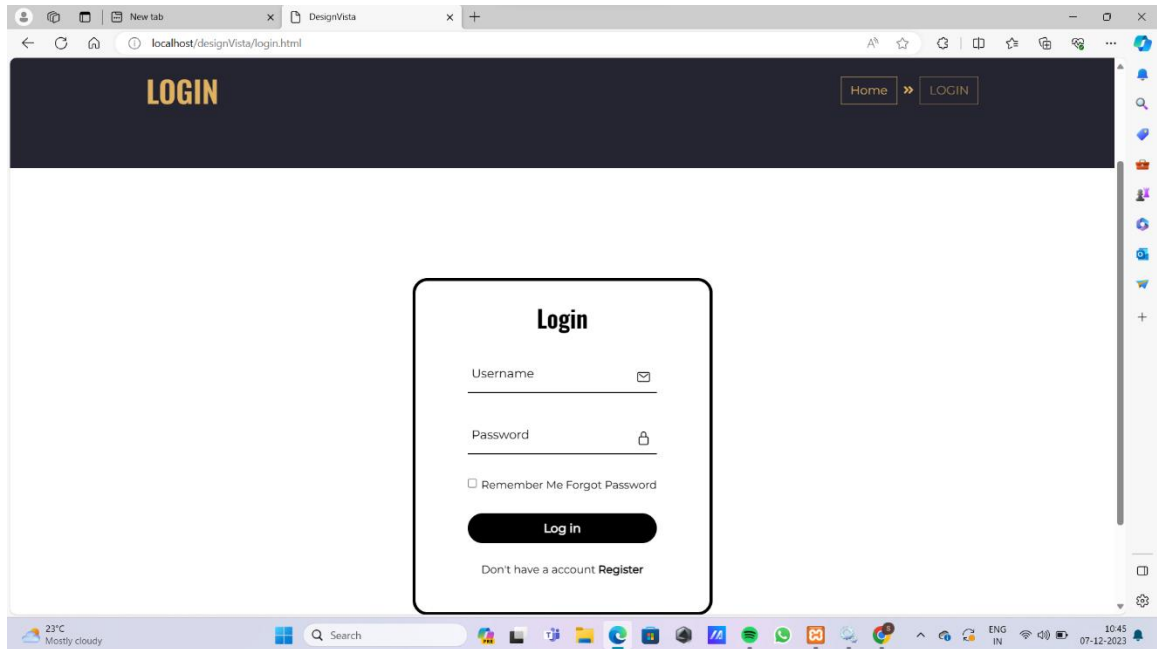 New tab
DesignVista
localhost/designVista/login.html
LOGIN
Home » LOGIN
Login
Username
Password
Remember Me Forgot Password
Log in
Don't have a account Register
23°C
Mostly cloudy
Search
ENG
IN
10:45
07-12-2023